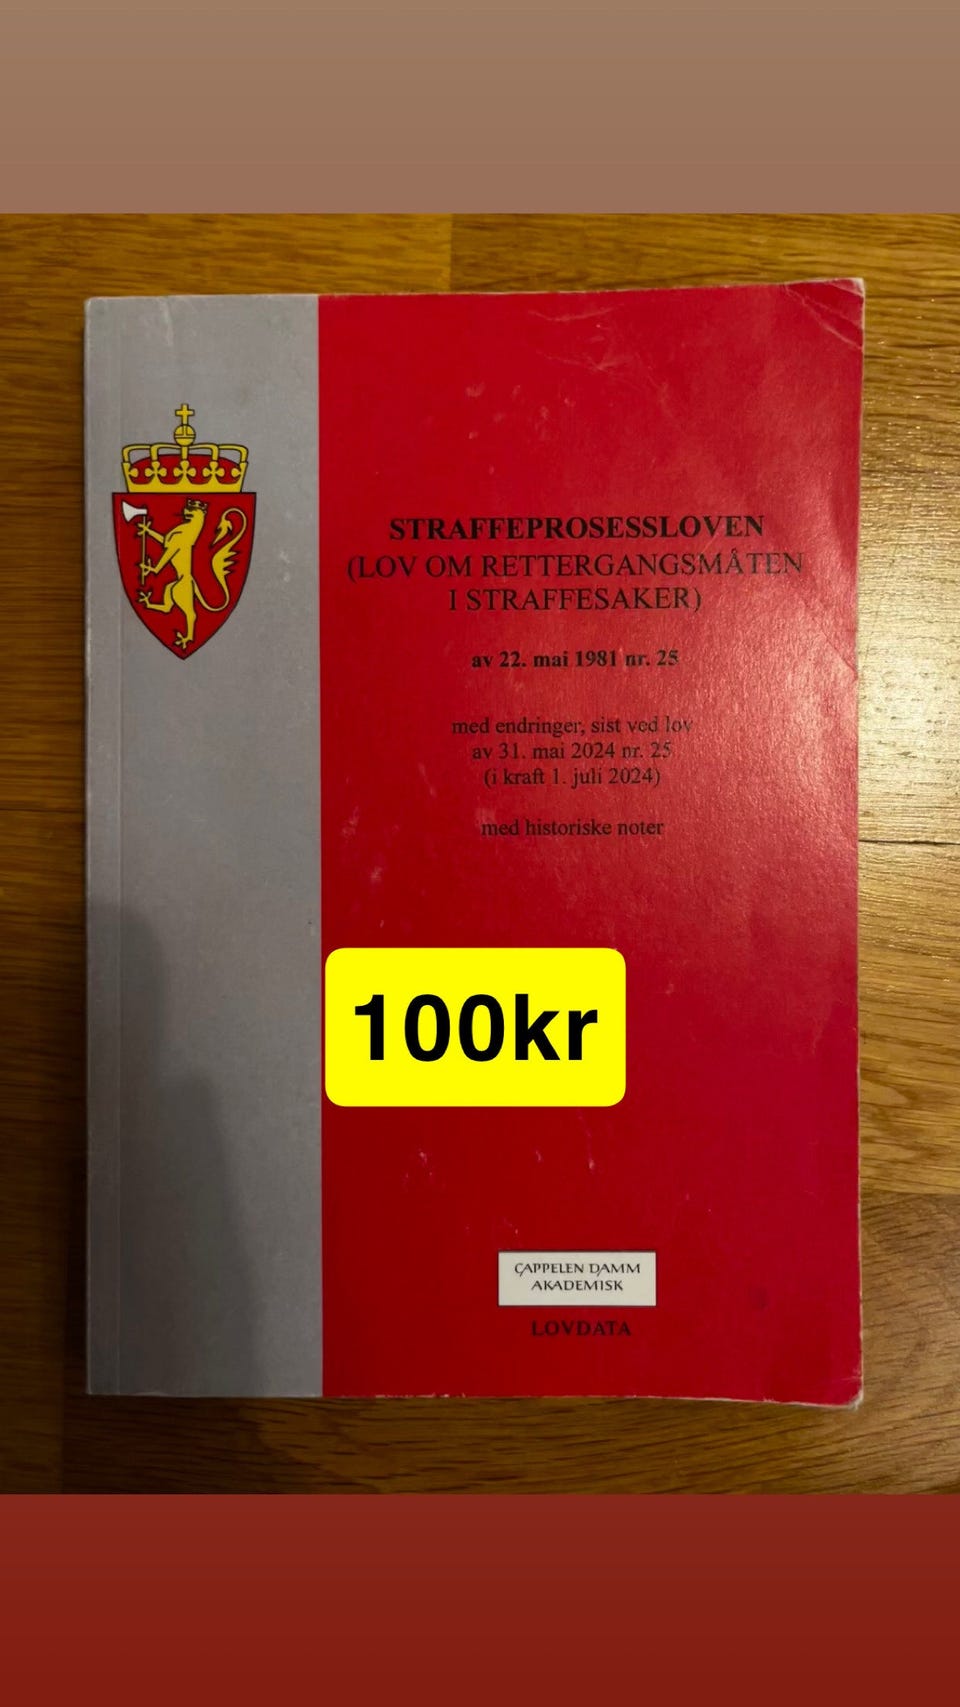 STRAFFEPROSESSLOVEN
(LOV OM RETTERGANGSMÅTEN
I STRAFFESAKER)
av 22. mai 1981 nr. 25
med endringer, sist ved lov
av 31. mai 2024 nr. 25
(i kraft 1. juli 2024)
med historiske noter
100kr
CAPPELEN DAMM
AKADEMISK
LOVDATA